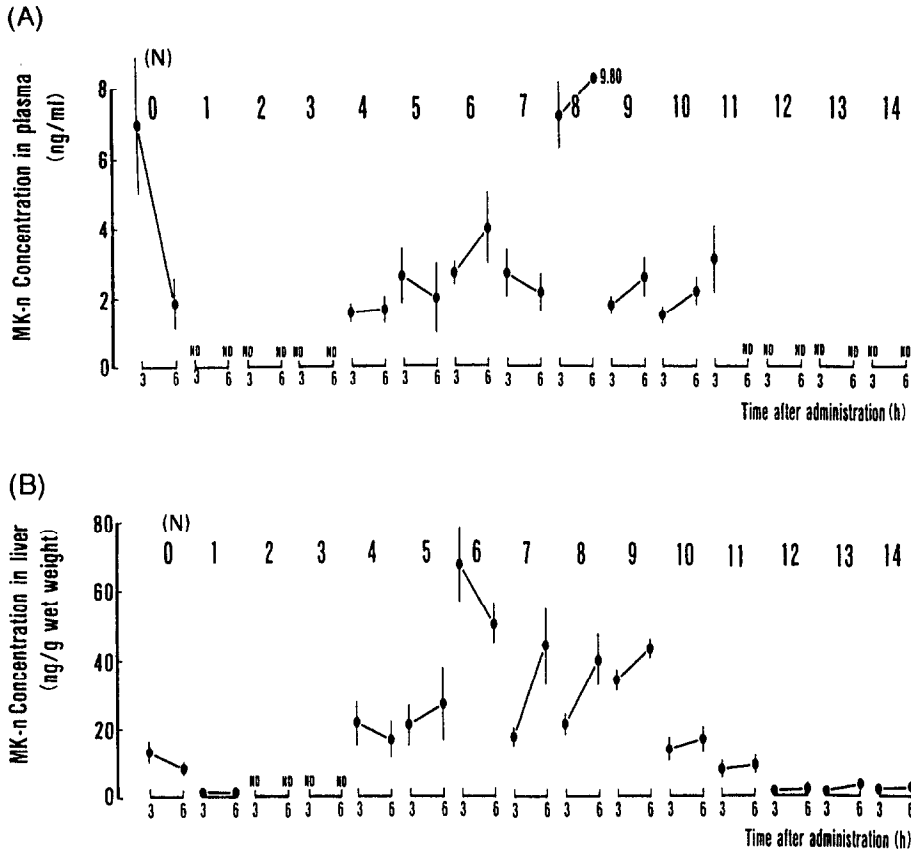 (A)
MK-n Concentration in plasma
(ng/ml)
(N)
0 1 2 3 4 5 6 7 8 9 10 11 12 13 14
9.80
8
6
4
2
0
ND ND ND ND ND ND ND ND ND ND ND ND ND
3 6 3 6 3 6 3 6 3 6 3 6 3 6 3 6 3 6 3 6 3 6 3 6 3 6 3 6
Time after administration (h)
(B)
MK-n Concentration in liver
(ng/g wet weight)
(N)
0 1 2 3 4 5 6 7 8 9 10 11 12 13 14
80
60
40
20
0
ND ND ND ND
3 6 3 6 3 6 3 6 3 6 3 6 3 6 3 6 3 6 3 6 3 6 3 6 3 6 3 6 3 6
Time after administration (h)